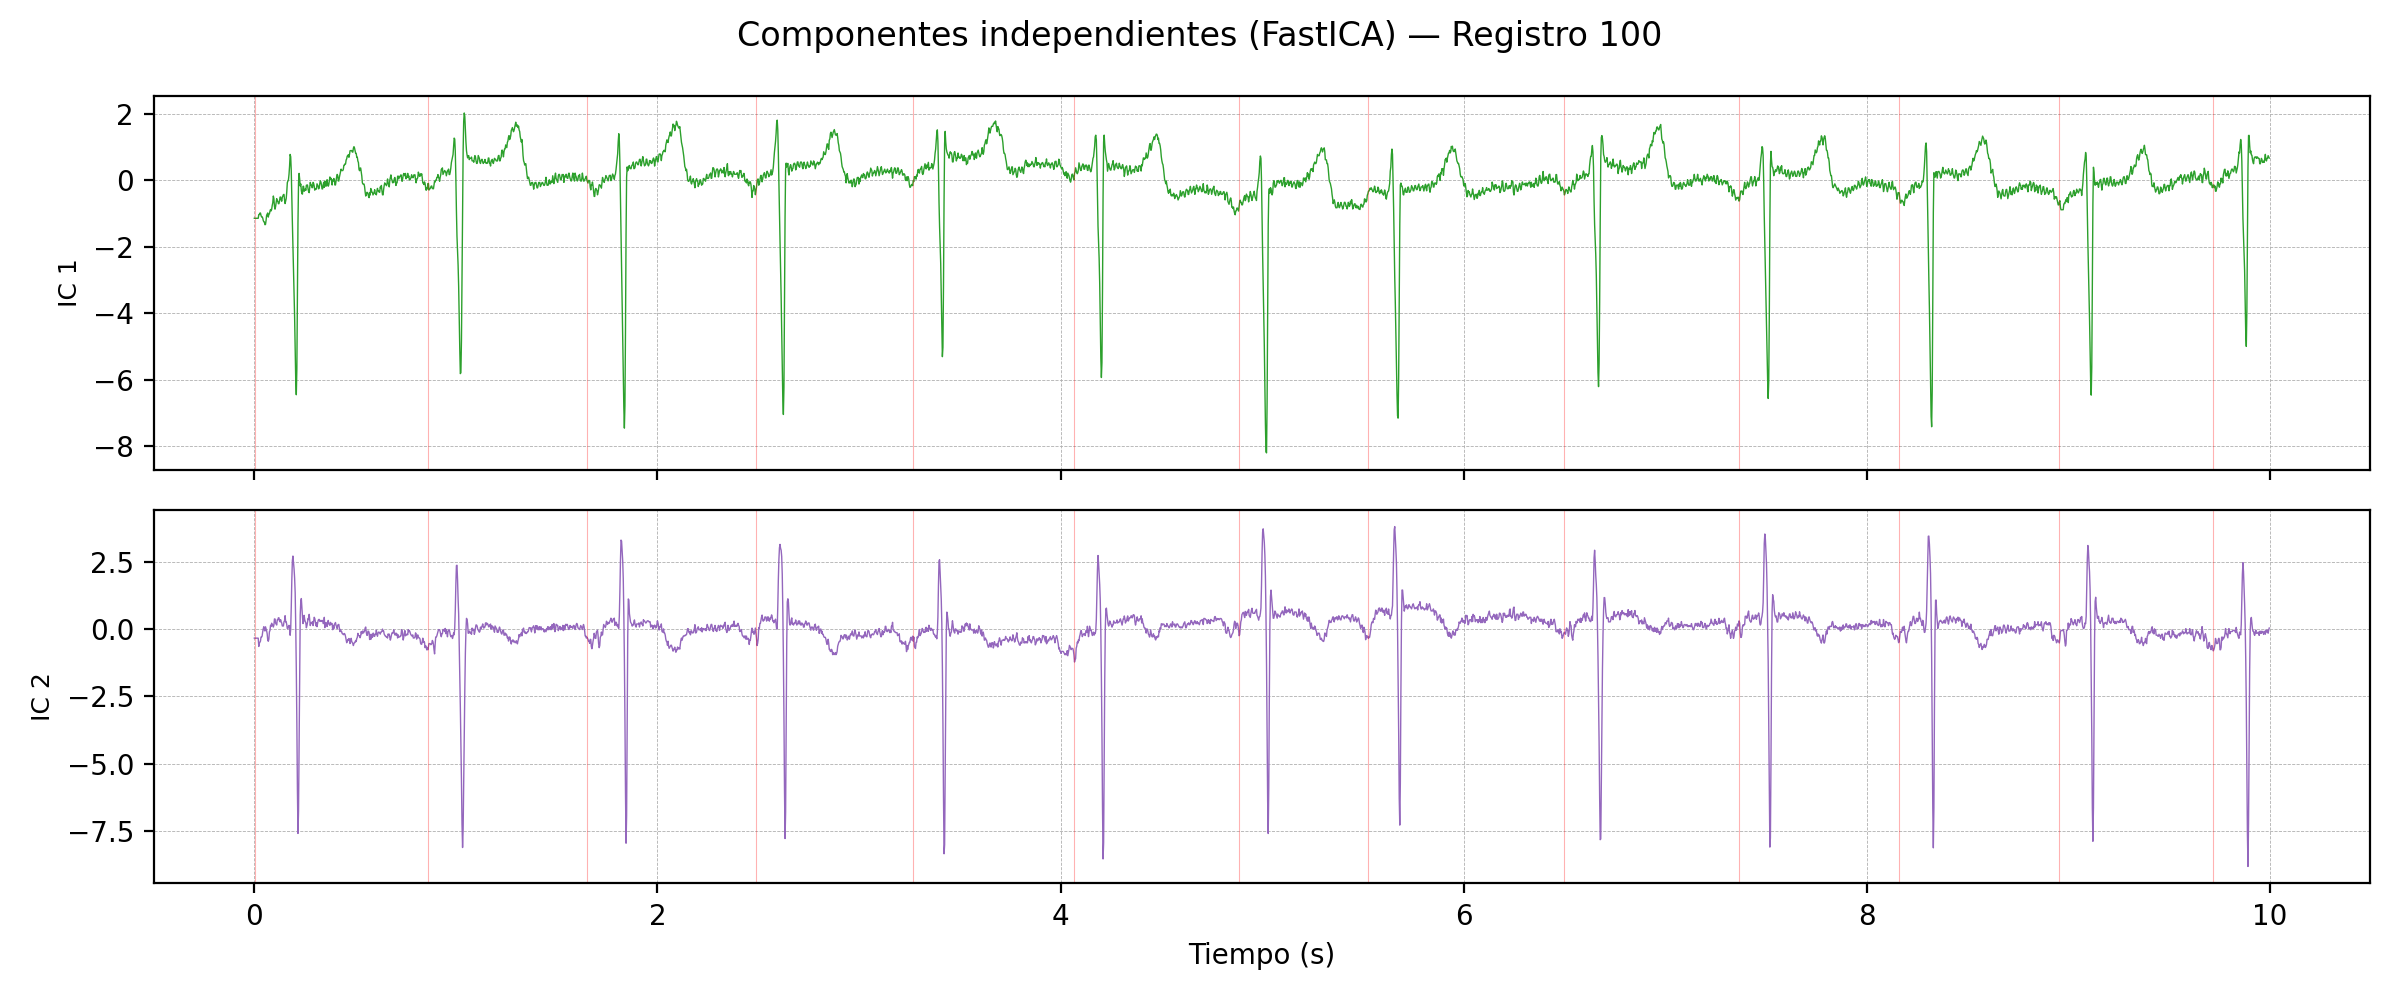 Componentes independientes (FastICA) — Registro 100
2
0
−2
−4
−6
−8
IC 1
2.5
0.0
−2.5
−5.0
−7.5
IC 2
0 2 4 6 8 10
Tiempo (s)